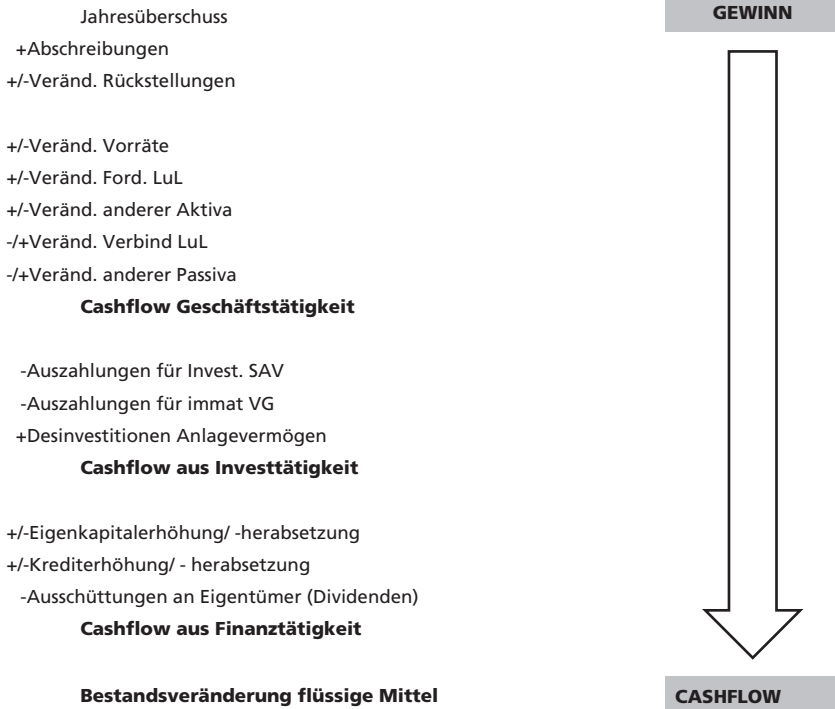 Jahresüberschuss
+Abschreibungen
+/-Veränd. Rückstellungen
+/-Veränd. Vorräte
+/-Veränd. Ford. LuL
+/-Veränd. anderer Aktiva
-/+Veränd. Verbind LuL
-/+Veränd. anderer Passiva
Cashflow Geschäftstätigkeit
-Auszahlungen für Invest. SAV
-Auszahlungen für immat VG
+Desinvestitionen Anlagevermögen
Cashflow aus Investtätigkeit
+/-Eigenkapitalerhöhung/ -herabsetzung
+/-Krediterhöhung/ - herabsetzung
-Ausschüttungen an Eigentümer (Dividenden)
Cashflow aus Finanztätigkeit
Bestandsveränderung flüssige Mittel
GEWINN
CASHFLOW